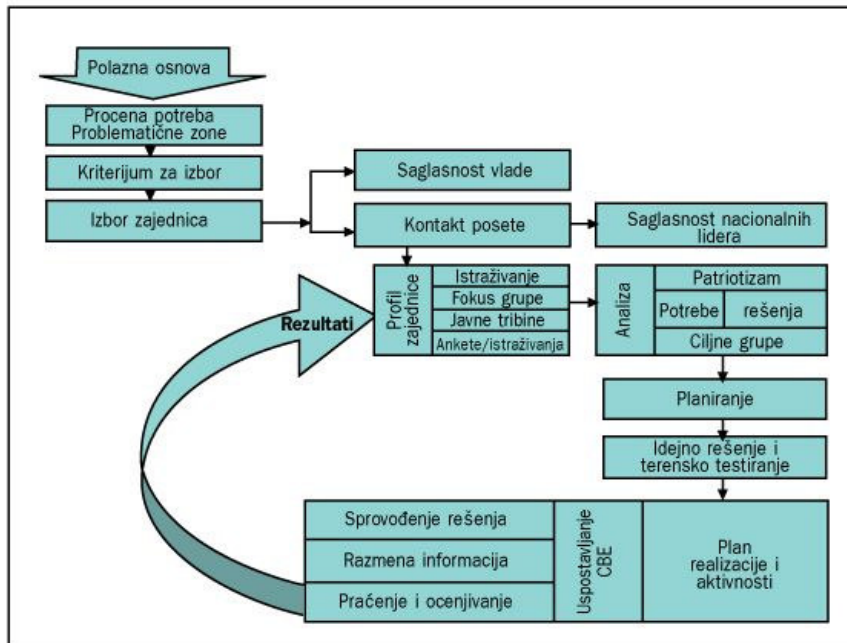 Polazna osnova
Procena potreba
Problematične zone
Kriterijum za izbor
Izbor zajednica
Saglasnost vlade
Kontakt posete
Saglasnost nacionalnih
lidera
Rezultati
Profil
zajednice
Istraživanje
Fokus grupe
Javne tribine
Ankete/istraživanja
Analiza
Patriotizam
Potrebe
rešenja
Ciljne grupe
Planiranje
Idejno rešenje i
terensko testiranje
Sprovođenje rešenja
Razmena informacija
Praćenje i ocenjivanje
Uspostavljanje
CBE
Plan
realizacije i
aktivnosti